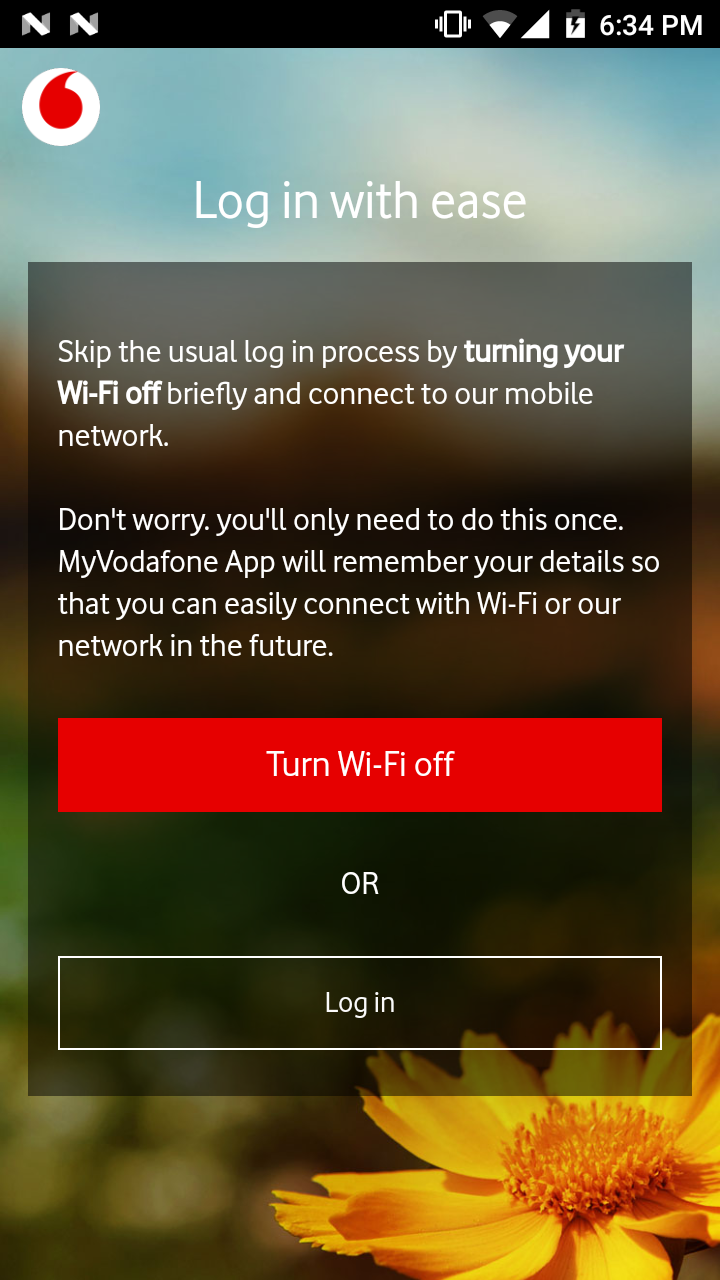 6:34 PM
Log in with ease
Skip the usual log in process by turning your
Wi-Fi off briefly and connect to our mobile
network.
Don't worry. you'll only need to do this once.
MyVodafone App will remember your details so
that you can easily connect with Wi-Fi or our
network in the future.
Turn Wi-Fi off
OR
Log in